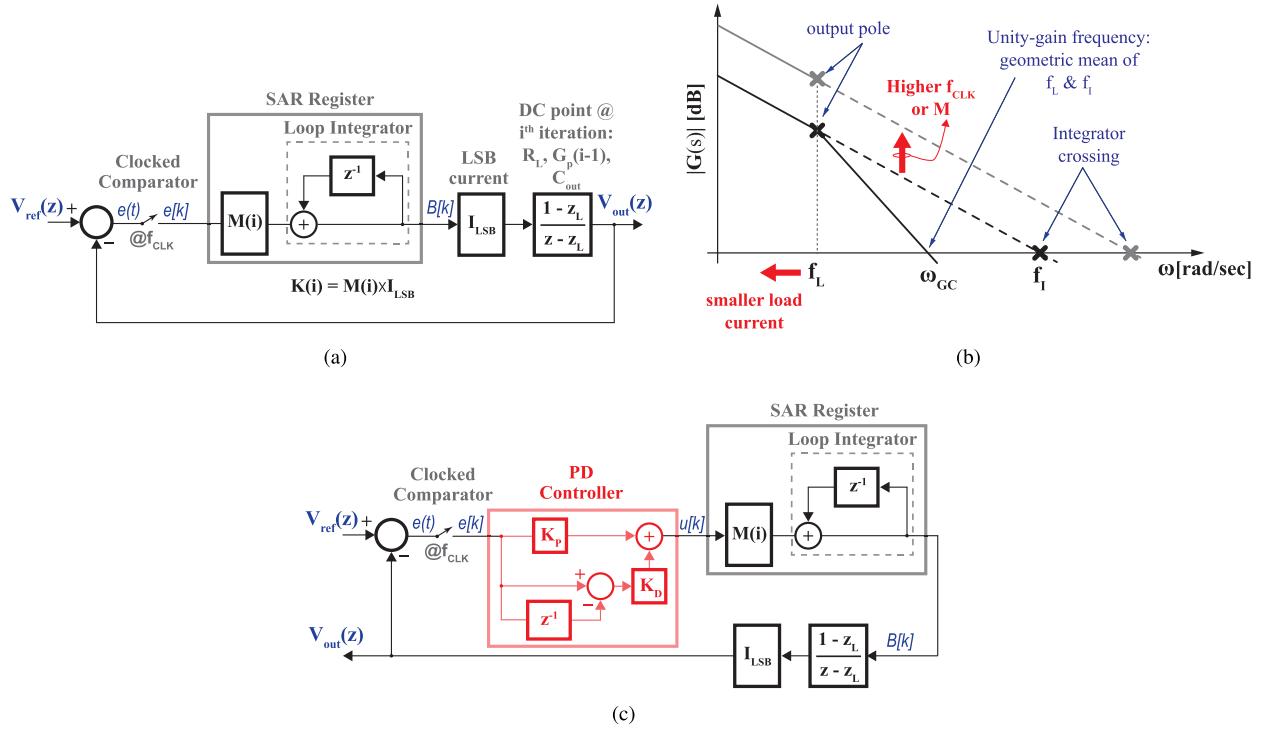 SAR Register
Loop Integrator
z-1
Clocked
Comparator
Vref(z)
+
−
e(t)
e[k]
@fCLK
M(i)
+
B[k]
LSB
current
ILSB
DC point @
ith iteration:
RL, Gp(i-1),
Cout
1 - zL
z - zL
Vout(z)
K(i) = M(i)×ILSB
(a)
|G(s)| [dB]
output pole
Unity-gain frequency:
geometric mean of
fL & fI
Higher fCLK
or M
Integrator
crossing
fL
ωGC
fI
ω[rad/sec]
smaller load
current
(b)
SAR Register
Loop Integrator
z-1
Clocked
Comparator
PD
Controller
Vref(z)
+
−
e(t)
e[k]
@fCLK
KP
+
+
−
KD
z-1
u[k]
M(i)
+
Vout(z)
ILSB
1 - zL
z - zL
B[k]
(c)